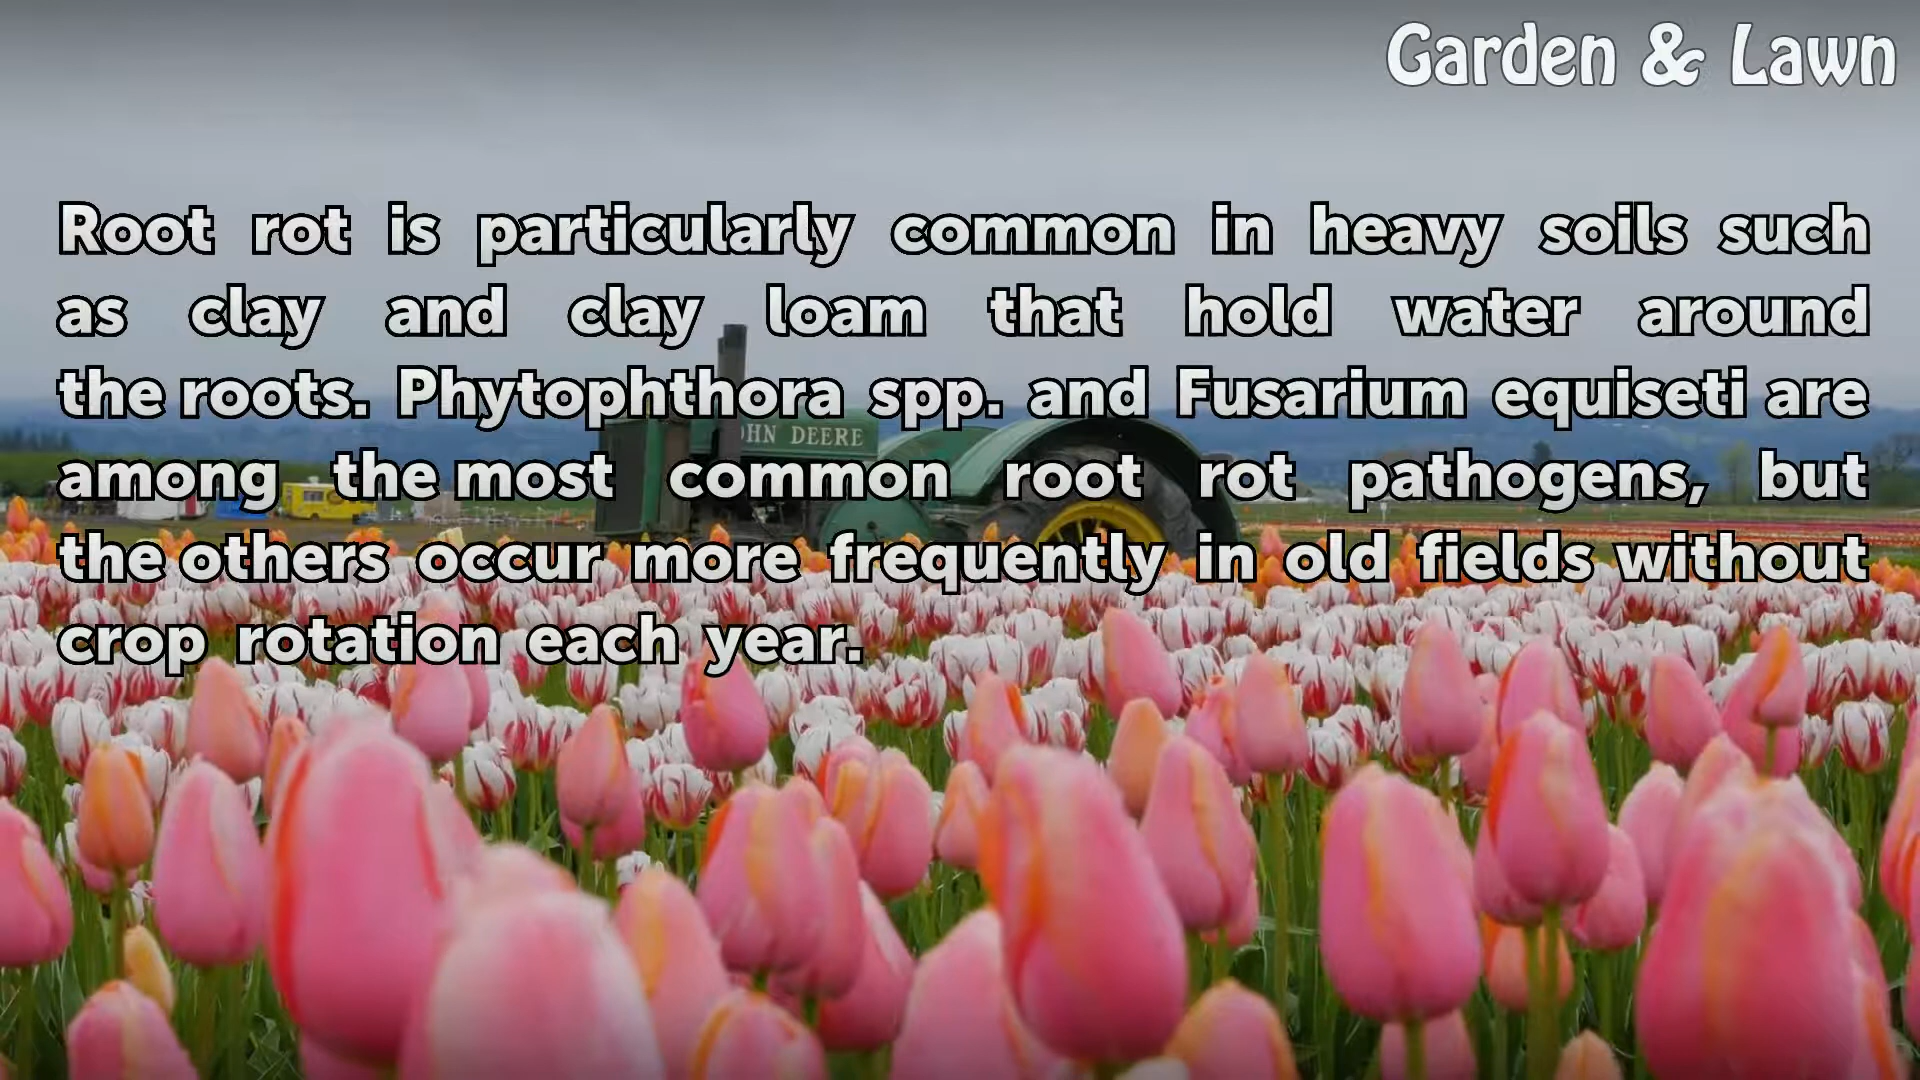 Garden & Lawn
Root rot is particularly common in heavy soils such
as clay and clay loam that hold water around
the roots. Phytophthora spp. and Fusarium equiseti are
OHN DEERE
among the most common root rot pathogens, but
the others occur more frequently in old fields without
crop rotation each year.